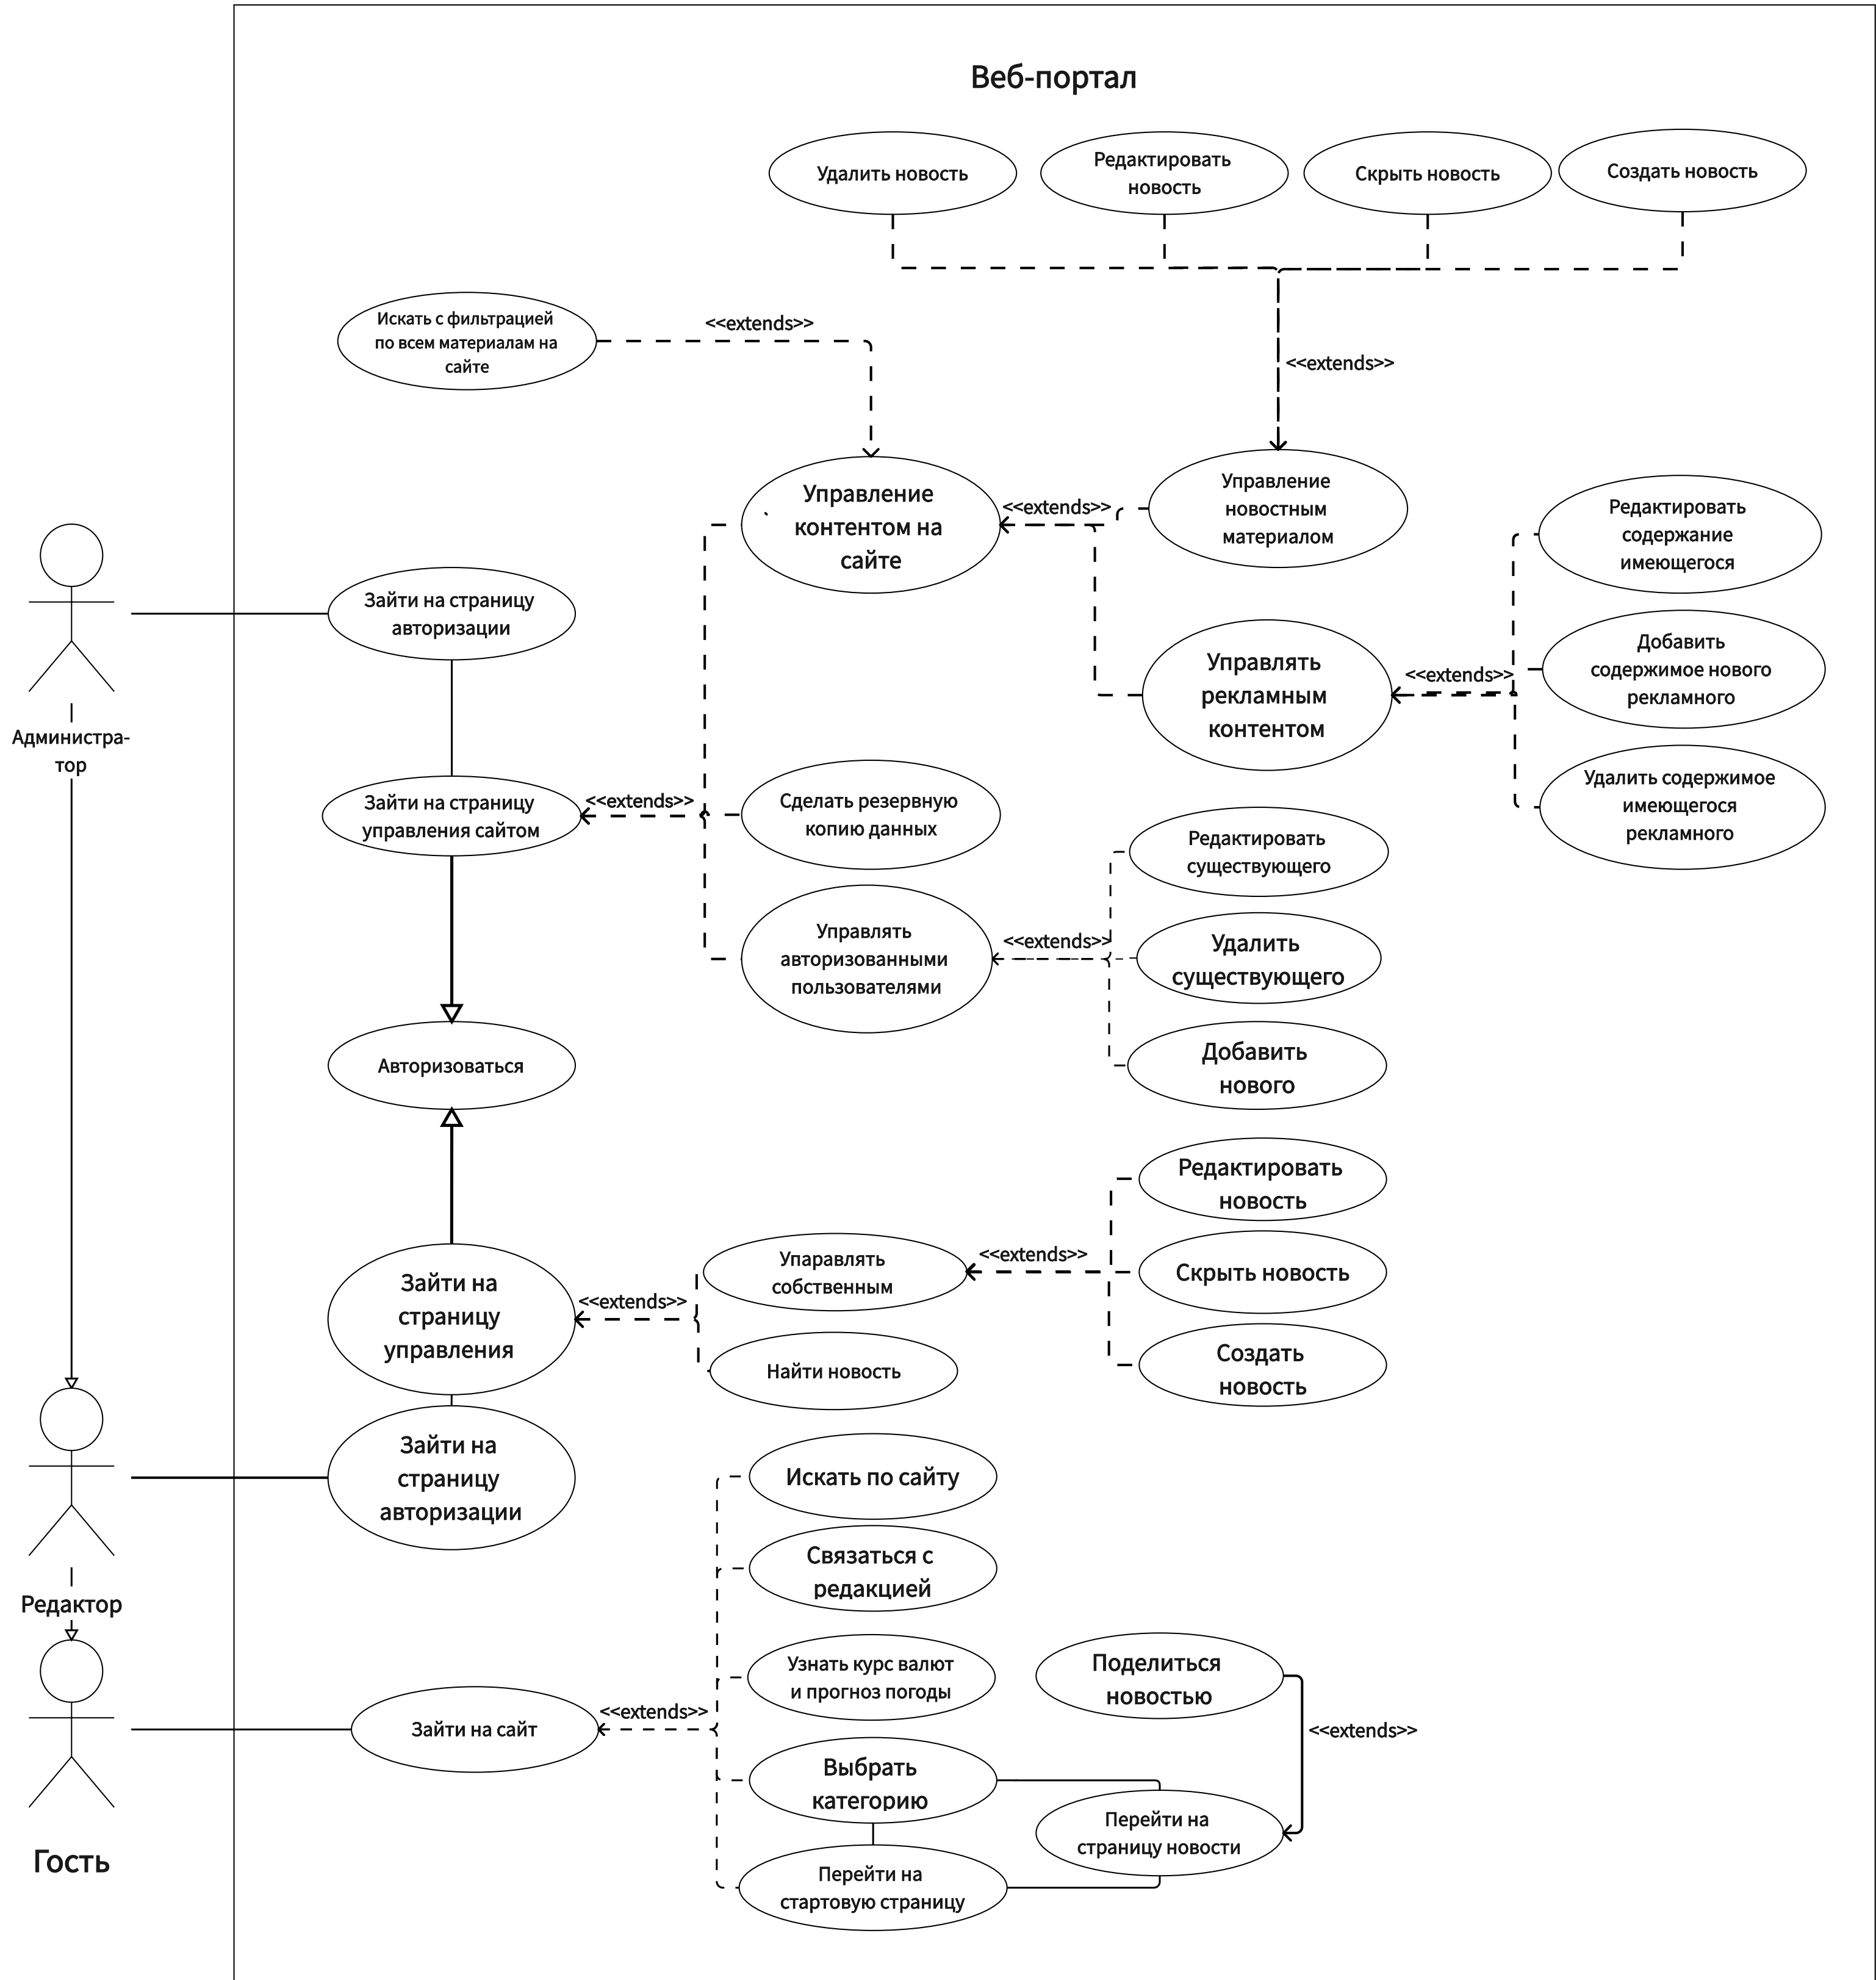 Веб-портал
Удалить новость
Редактировать
новость
Скрыть новость
Создать новость
Искать с фильтрацией
по всем материалам на
сайте
<<extends>>
<<extends>>
Управление
контентом на
сайте
<<extends>>
Управление
новостным
материалом
Редактировать
содержание
имеющегося
Зайти на страницу
авторизации
Управлять
рекламным
контентом
<<extends>>
Добавить
содержимое нового
рекламного
Администра-
тор
Удалить содержимое
имеющегося
рекламного
Зайти на страницу
управления сайтом
<<extends>>
Сделать резервную
копию данных
Редактировать
существующего
Управлять
авторизованными
пользователями
<<extends>>
Удалить
существующего
Авторизоваться
Добавить
нового
Редактировать
новость
Зайти на
страницу
управления
<<extends>>
Упаравлять
собственным
<<extends>>
Скрыть новость
Найти новость
Создать
новость
Зайти на
страницу
авторизации
Искать по сайту
Связаться с
редакцией
Редактор
Узнать курс валют
и прогноз погоды
Поделиться
новостью
Зайти на сайт
<<extends>>
<<extends>>
Выбрать
категорию
Перейти на
страницу новости
Гость
Перейти на
стартовую страницу